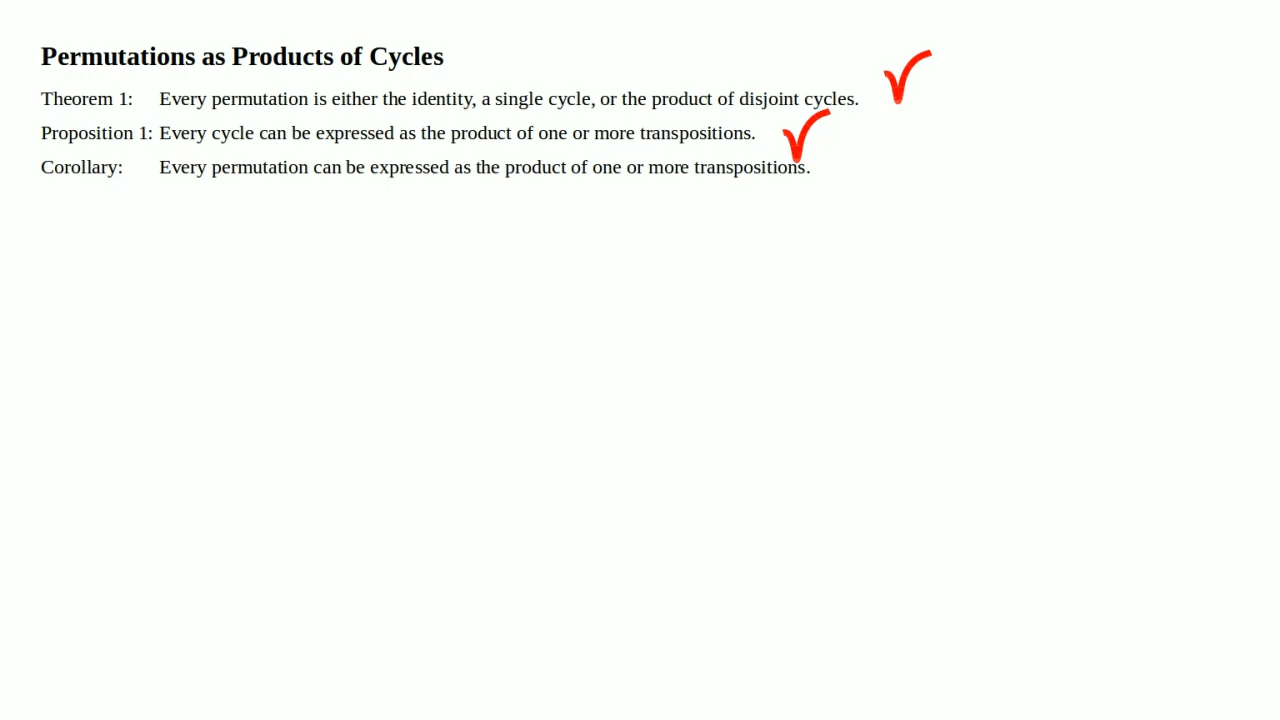 Permutations as Products of Cycles
Theorem 1: Every permutation is either the identity, a single cycle, or the product of disjoint cycles.
Proposition 1: Every cycle can be expressed as the product of one or more transpositions.
Corollary: Every permutation can be expressed as the product of one or more transpositions.